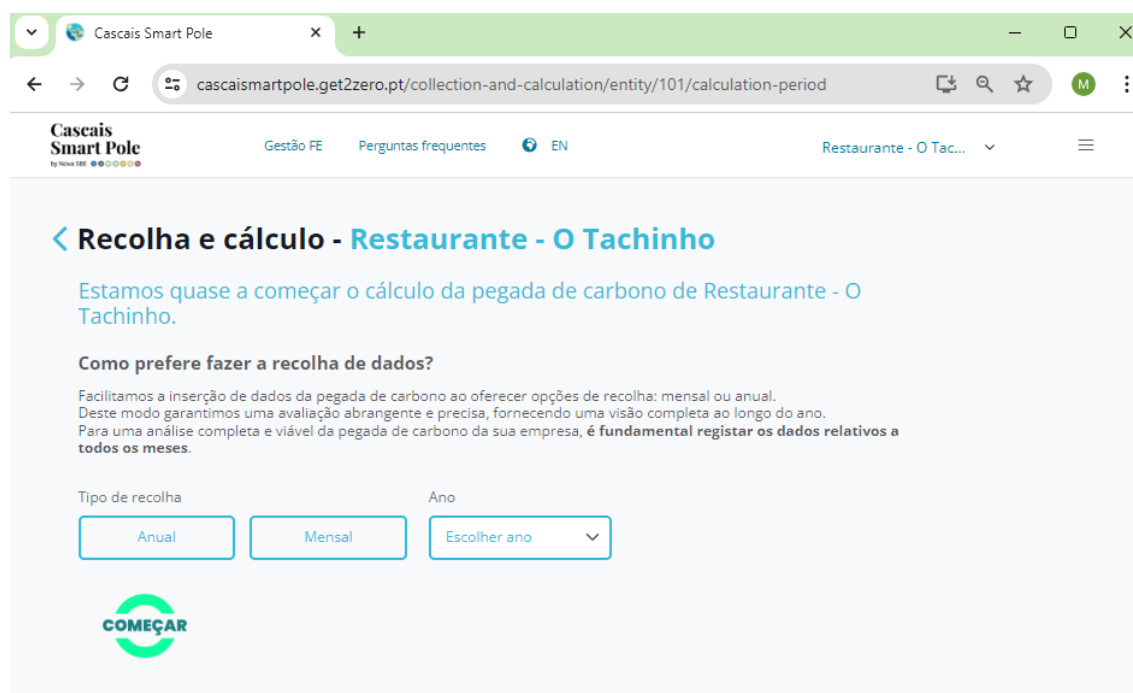 Cascais Smart Pole
cascaismartpole.get2zero.pt/collection-and-calculation/entity/101/calculation-period
M
Cascais
Smart Pole
by Nova SBE
Gestão FE
Perguntas frequentes
EN
Restaurante - O Tac...
Recolha e cálculo - Restaurante - O Tachinho
Estamos quase a começar o cálculo da pegada de carbono de Restaurante - O
Tachinho.
Como prefere fazer a recolha de dados?
Facilitamos a inserção de dados da pegada de carbono ao oferecer opções de recolha: mensal ou anual.
Deste modo garantimos uma avaliação abrangente e precisa, fornecendo uma visão completa ao longo do ano.
Para uma análise completa e viável da pegada de carbono da sua empresa, é fundamental registar os dados relativos a
todos os meses.
Tipo de recolha
Ano
Anual
Mensal
Escolher ano
COMEÇAR